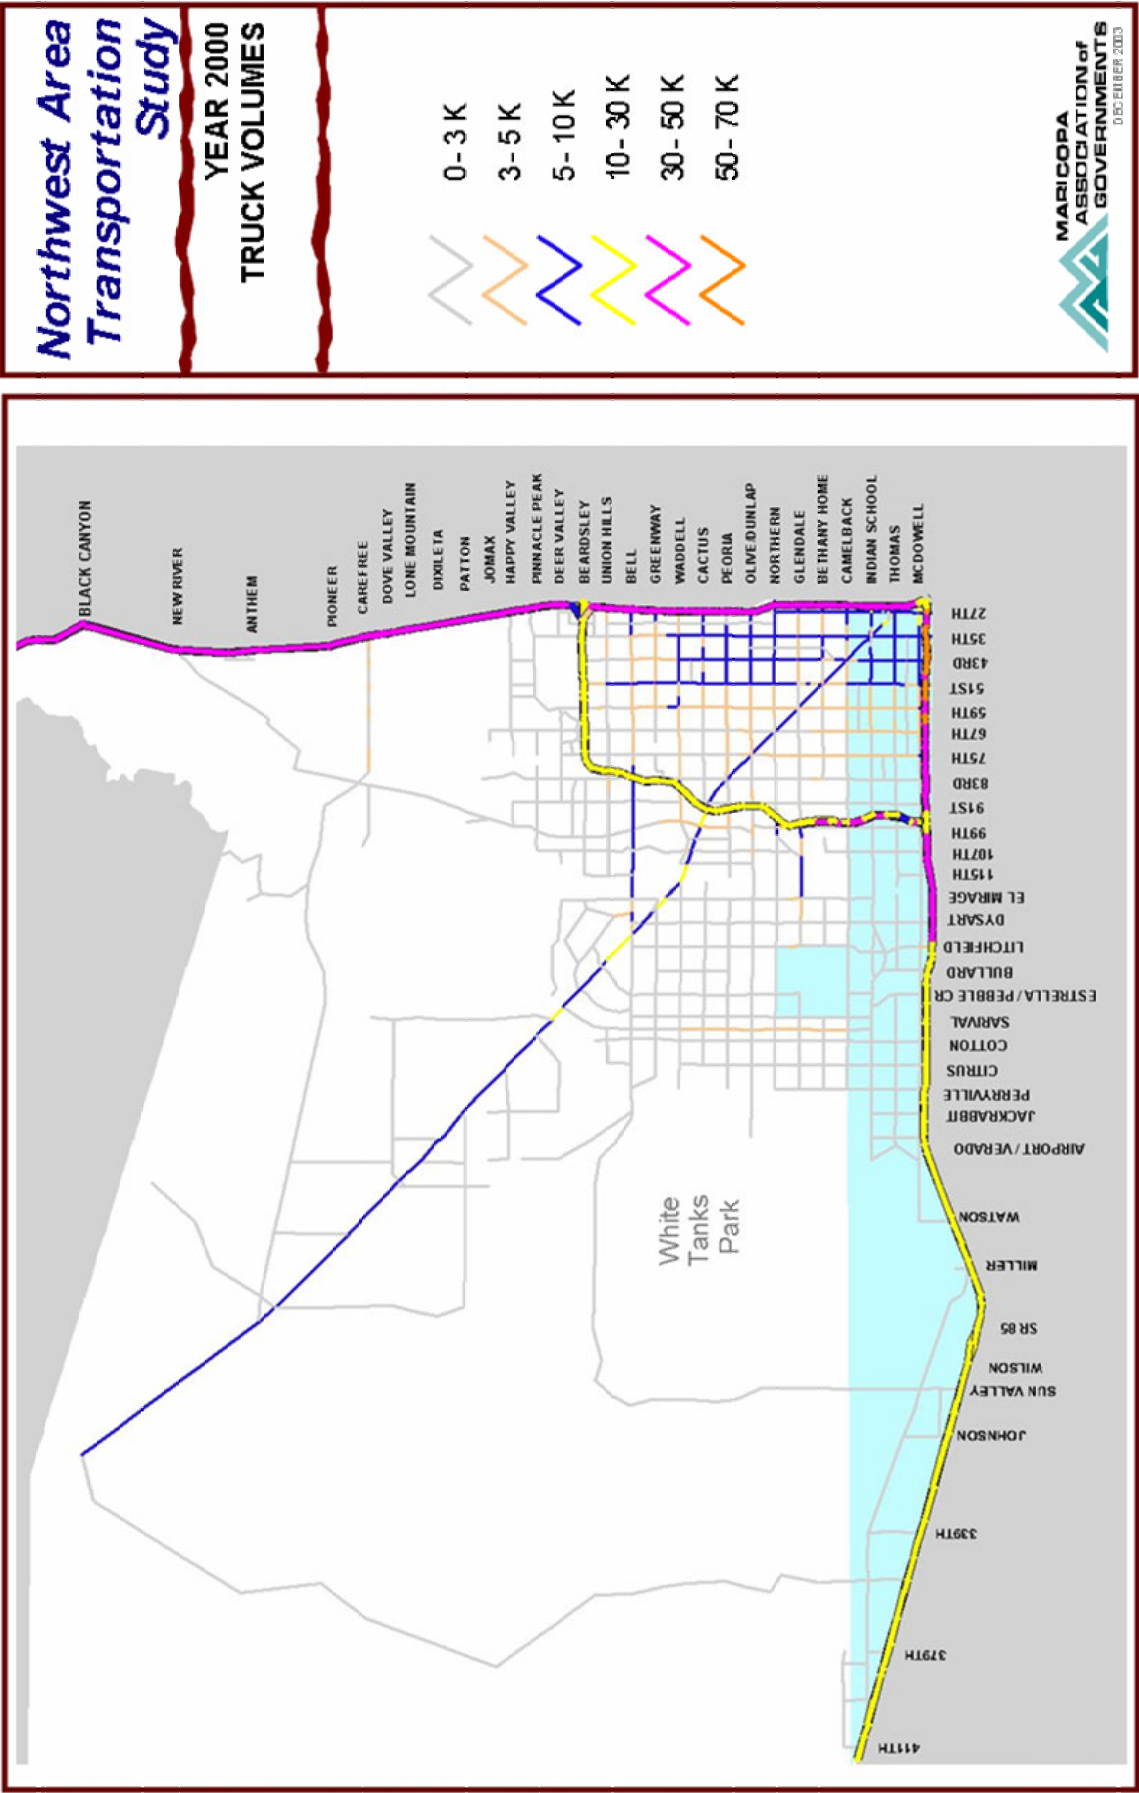 Northwest Area
Transportation
Study
YEAR 2000
TRUCK VOLUMES
0 - 3 K
3 - 5 K
5 - 10 K
10 - 30 K
30 - 50 K
50 - 70 K
MARICOPA
ASSOCIATION of
GOVERNMENTS
DECEMBER 2003
BLACK CANYON
NEW RIVER
ANTHEM
PIONEER
CAREFREE
DOVE VALLEY
LONE MOUNTAIN
DIXILETA
PATTON
JOMAX
HAPPY VALLEY
PINNACLE PEAK
DEER VALLEY
BEARDSLEY
UNION HILLS
BELL
GREENWAY
WADDELL
CACTUS
PEORIA
OLIVE/DUNLAP
NORTHERN
GLENDALE
BETHANY HOME
CAMELBACK
INDIAN SCHOOL
THOMAS
MCDOWELL
27TH
35TH
43RD
51ST
59TH
67TH
75TH
83RD
91ST
99TH
107TH
115TH
EL MIRAGE
DYSART
LITCHFIELD
BULLARD
ESTRELLA / PEBBLE CR
SARIVAL
COTTON
CITRUS
PERRYVILLE
JACKRABBIT
AIRPORT / VERADO
WATSON
MILLER
SR 85
WILSON
SUN VALLEY
JOHNSON
339TH
379TH
411TH
White
Tanks
Park